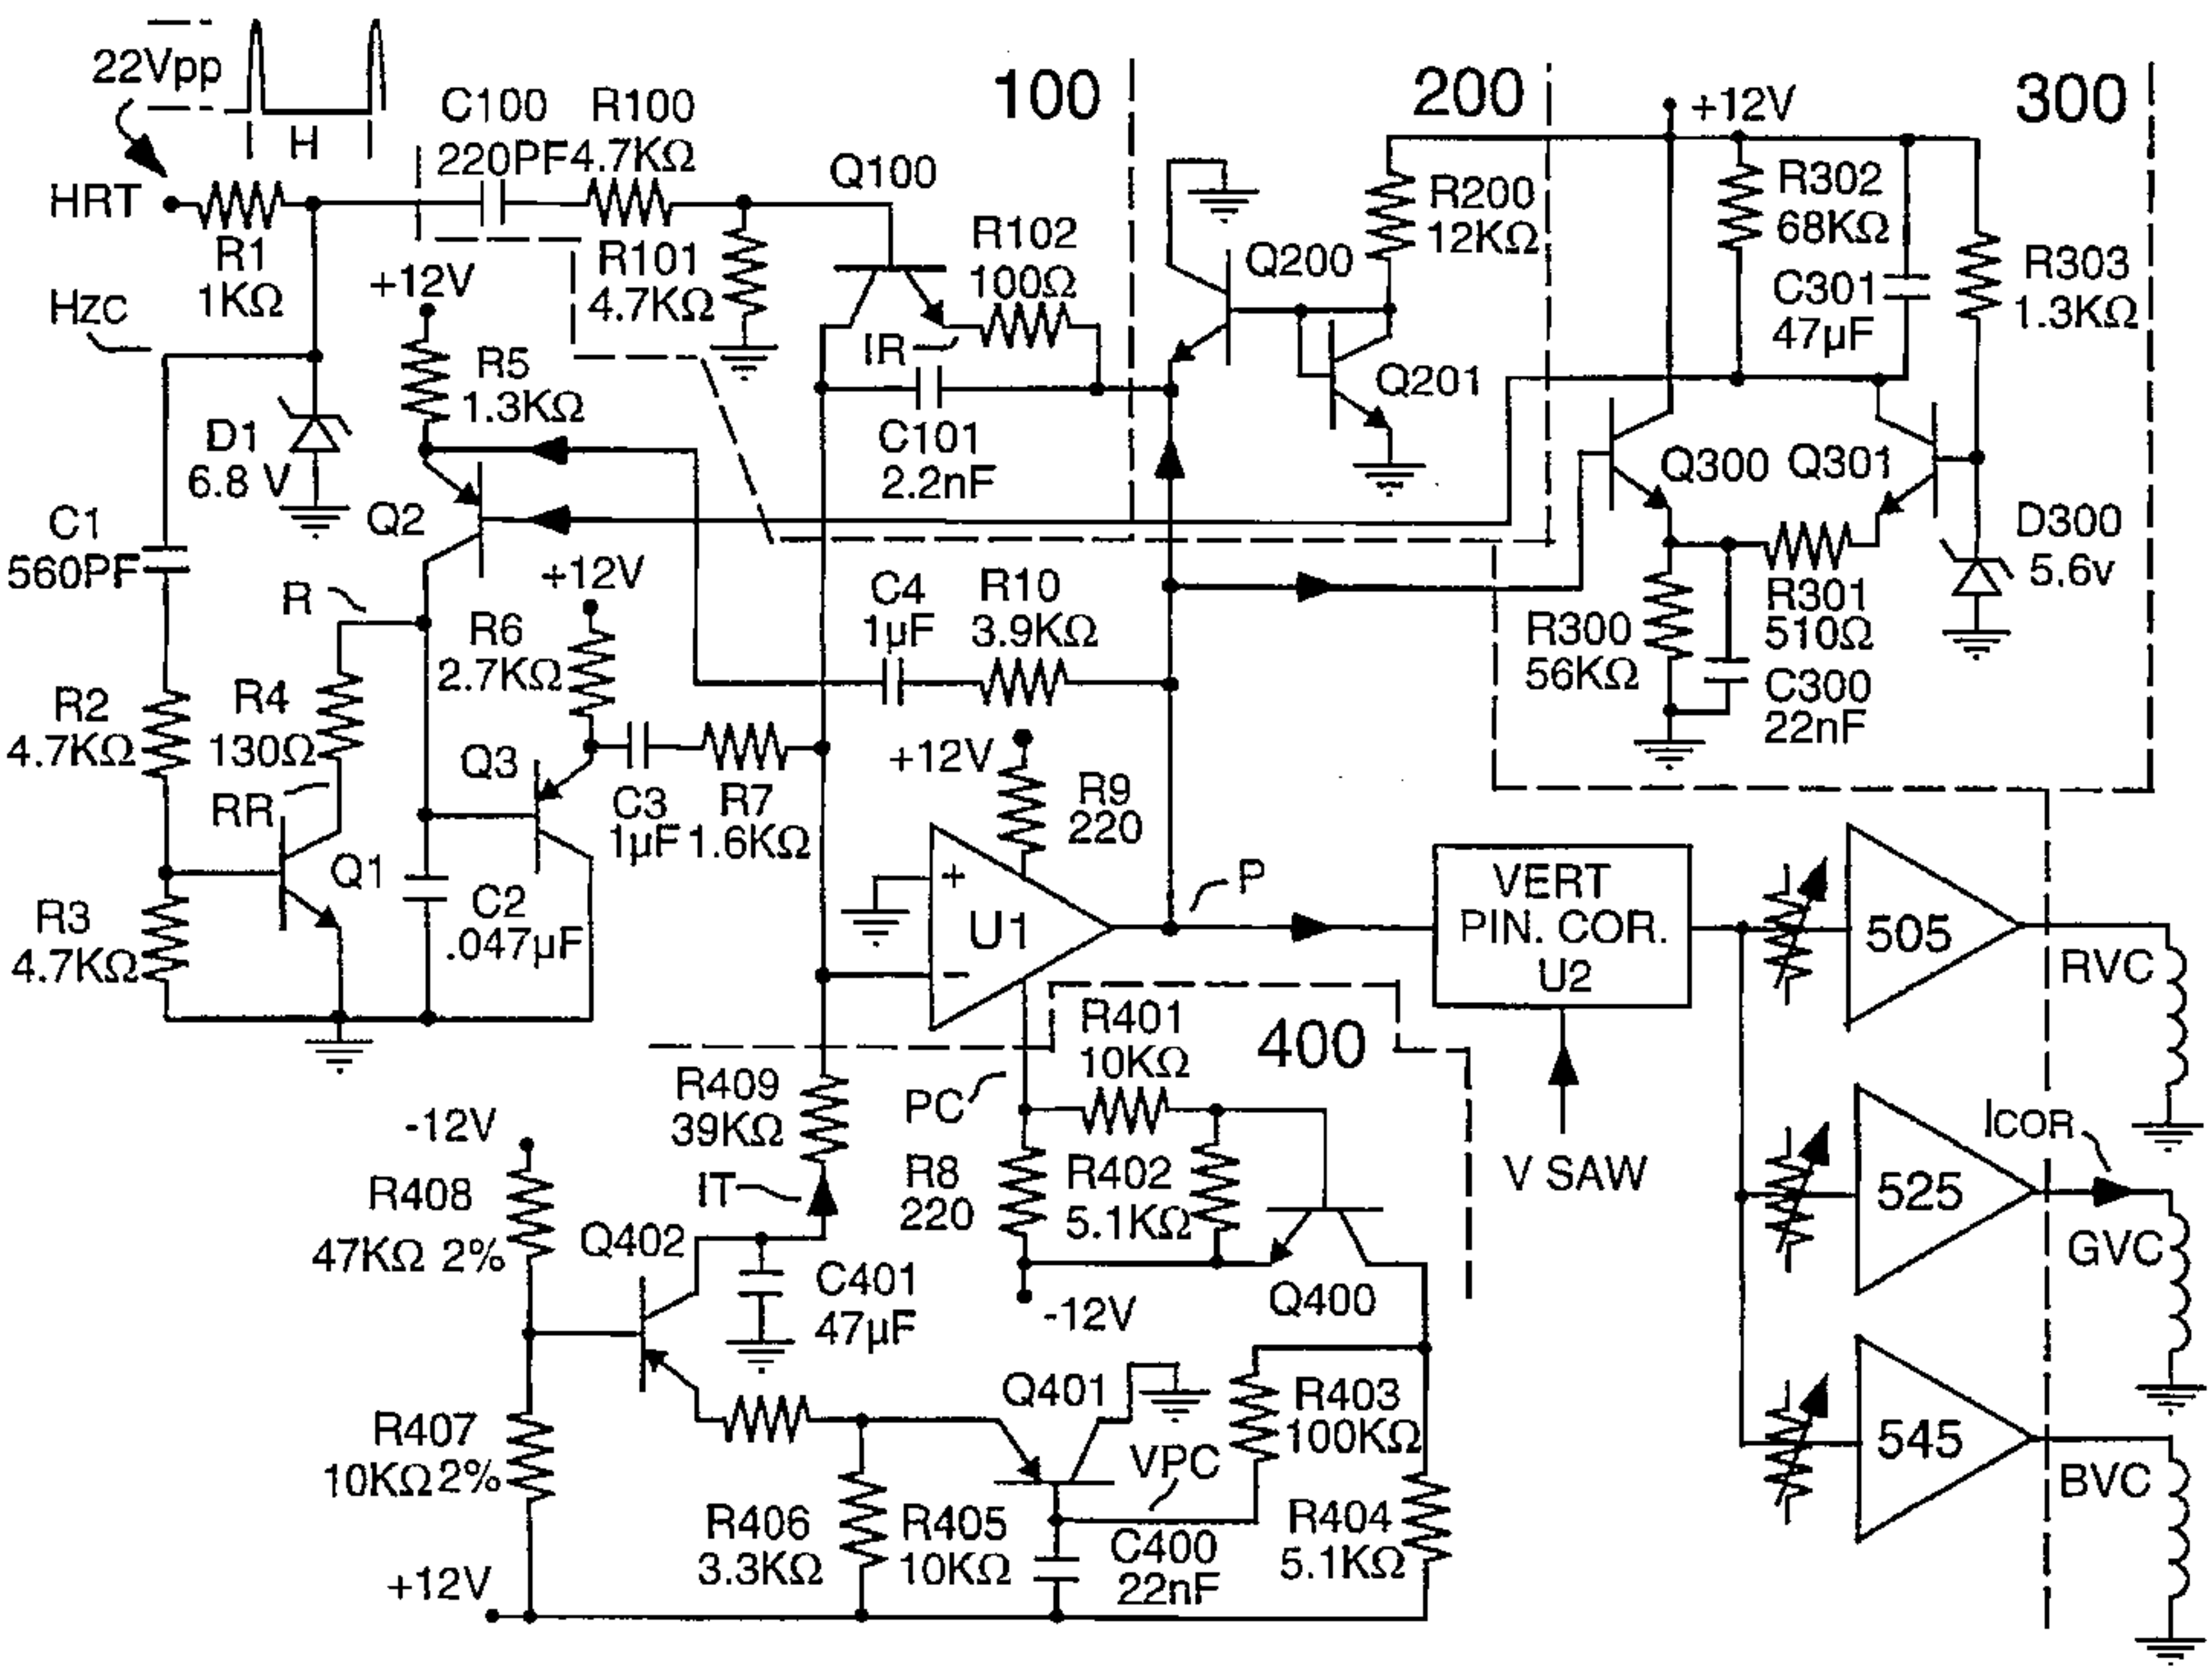 22Vpp
H
HRT
R1
1KΩ
HZC
C100
220PF
R100
4.7KΩ
100
200
300
+12V
Q100
R101
4.7KΩ
R102
100Ω
IR
C101
2.2nF
Q200
R200
12KΩ
Q201
+12V
R302
68KΩ
C301
47µF
R303
1.3KΩ
Q300
Q301
D300
5.6v
R300
56KΩ
R301
510Ω
C300
22nF
R5
1.3KΩ
D1
6.8 V
Q2
C1
560PF
R
+12V
R6
2.7KΩ
C4
1µF
R10
3.9KΩ
R2
4.7KΩ
R4
130Ω
RR
Q3
C3
1µF
R7
1.6KΩ
+12V
R9
220
Q1
C2
.047µF
R3
4.7KΩ
+
U1
−
P
VERT
PIN. COR.
U2
V SAW
505
RVC
525
ICOR
GVC
545
BVC
400
R401
10KΩ
PC
R8
220
R402
5.1KΩ
-12V
Q400
R409
39KΩ
IT
-12V
R408
47KΩ 2%
Q402
C401
47µF
R407
10KΩ 2%
Q401
VPC
R403
100KΩ
R406
3.3KΩ
R405
10KΩ
C400
22nF
R404
5.1KΩ
+12V